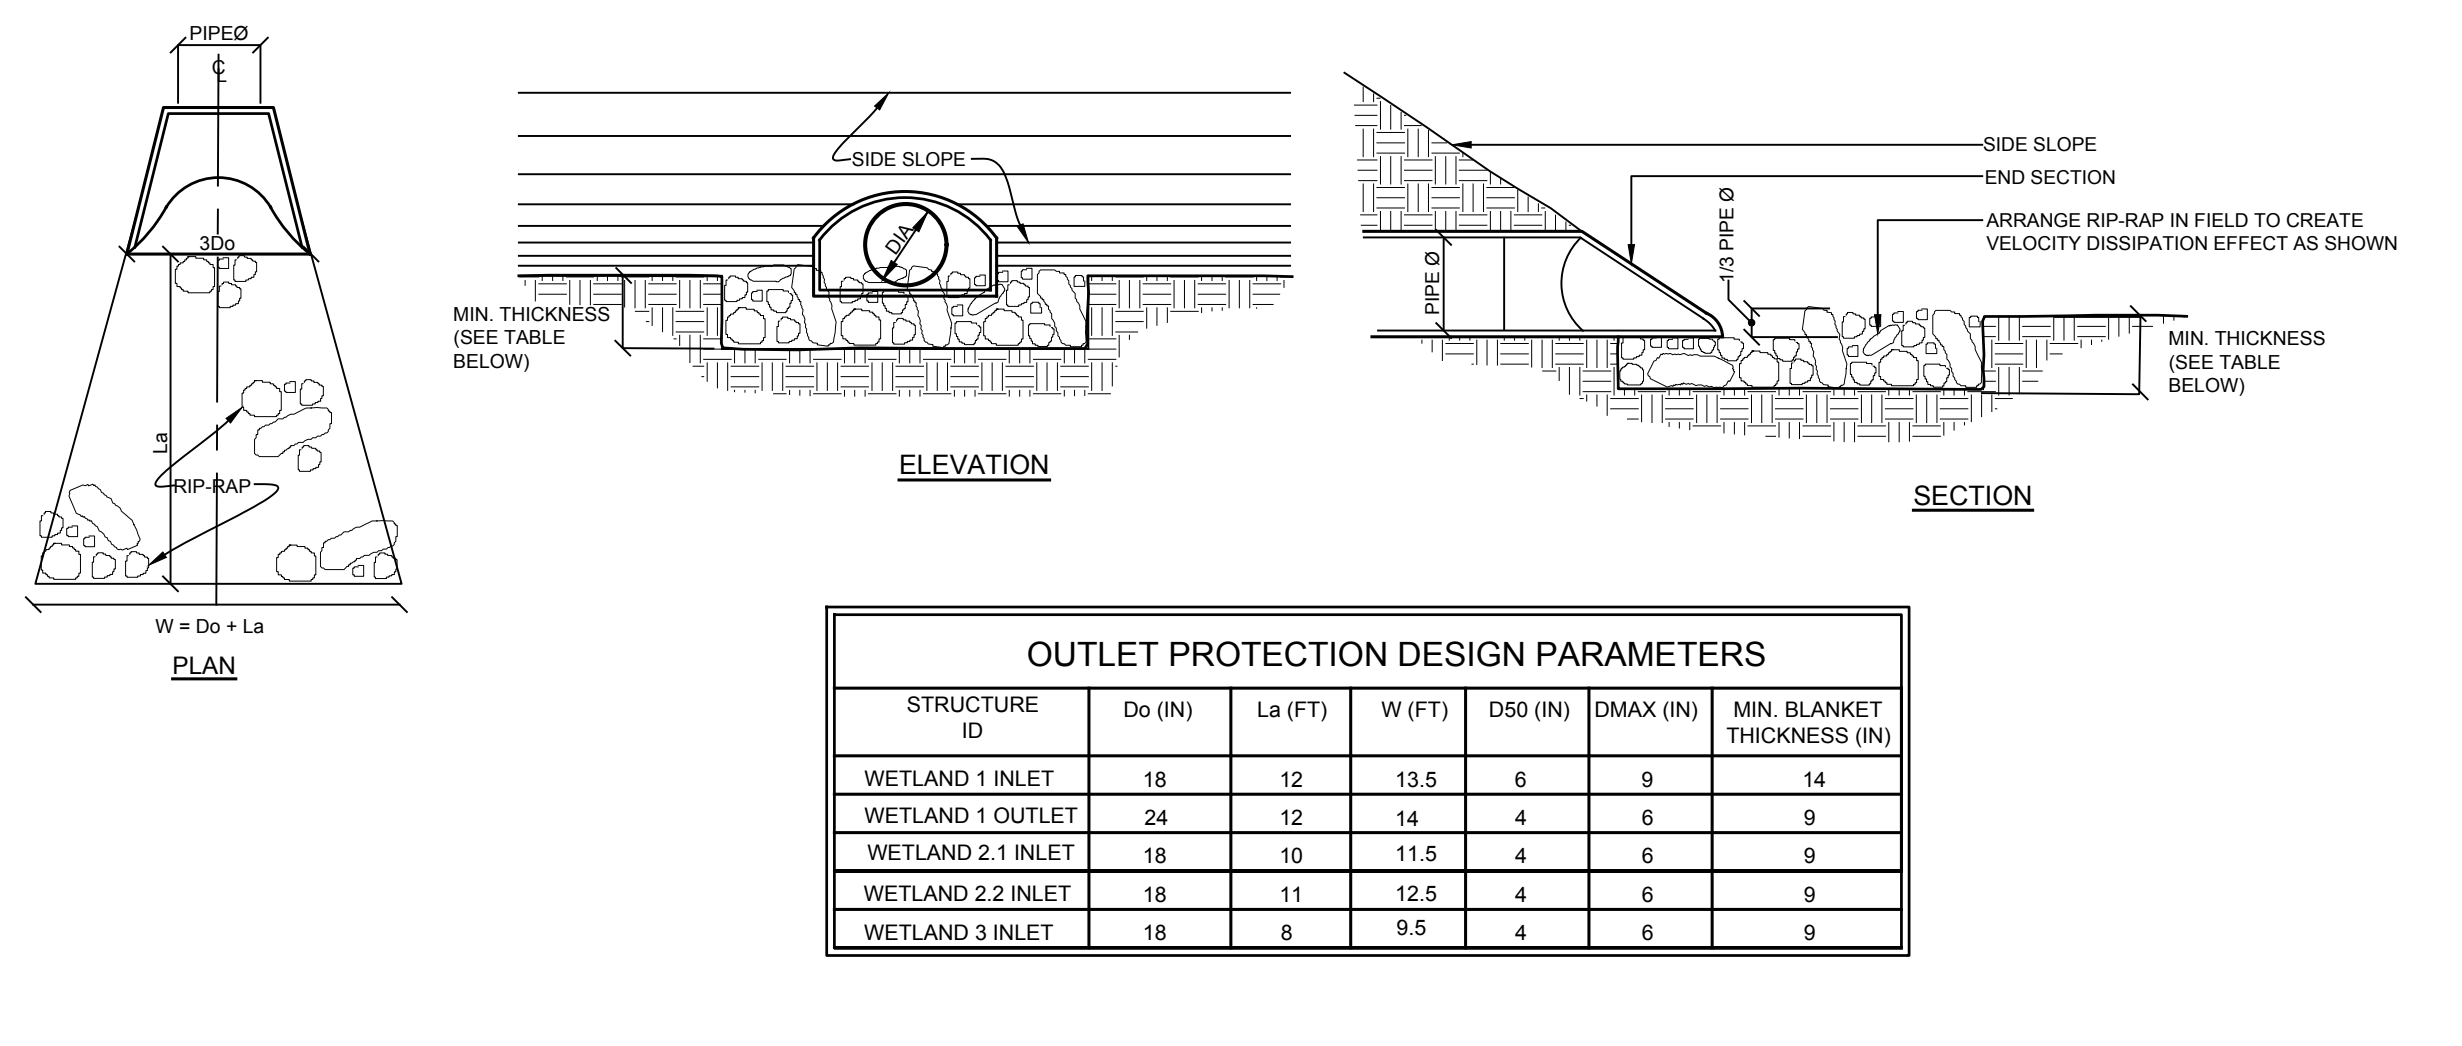 PIPEØ
℄
3Do
La
RIP-RAP
W = Do + La
PLAN
SIDE SLOPE
DIA
MIN. THICKNESS
(SEE TABLE
BELOW)
ELEVATION
SIDE SLOPE
END SECTION
ARRANGE RIP-RAP IN FIELD TO CREATE
VELOCITY DISSIPATION EFFECT AS SHOWN
1/3 PIPE Ø
PIPE Ø
MIN. THICKNESS
(SEE TABLE
BELOW)
SECTION
OUTLET PROTECTION DESIGN PARAMETERS
STRUCTURE
ID
Do (IN)
La (FT)
W (FT)
D50 (IN)
DMAX (IN)
MIN. BLANKET
THICKNESS (IN)
WETLAND 1 INLET 18 12 13.5 6 9 14
WETLAND 1 OUTLET 24 12 14 4 6 9
WETLAND 2.1 INLET 18 10 11.5 4 6 9
WETLAND 2.2 INLET 18 11 12.5 4 6 9
WETLAND 3 INLET 18 8 9.5 4 6 9